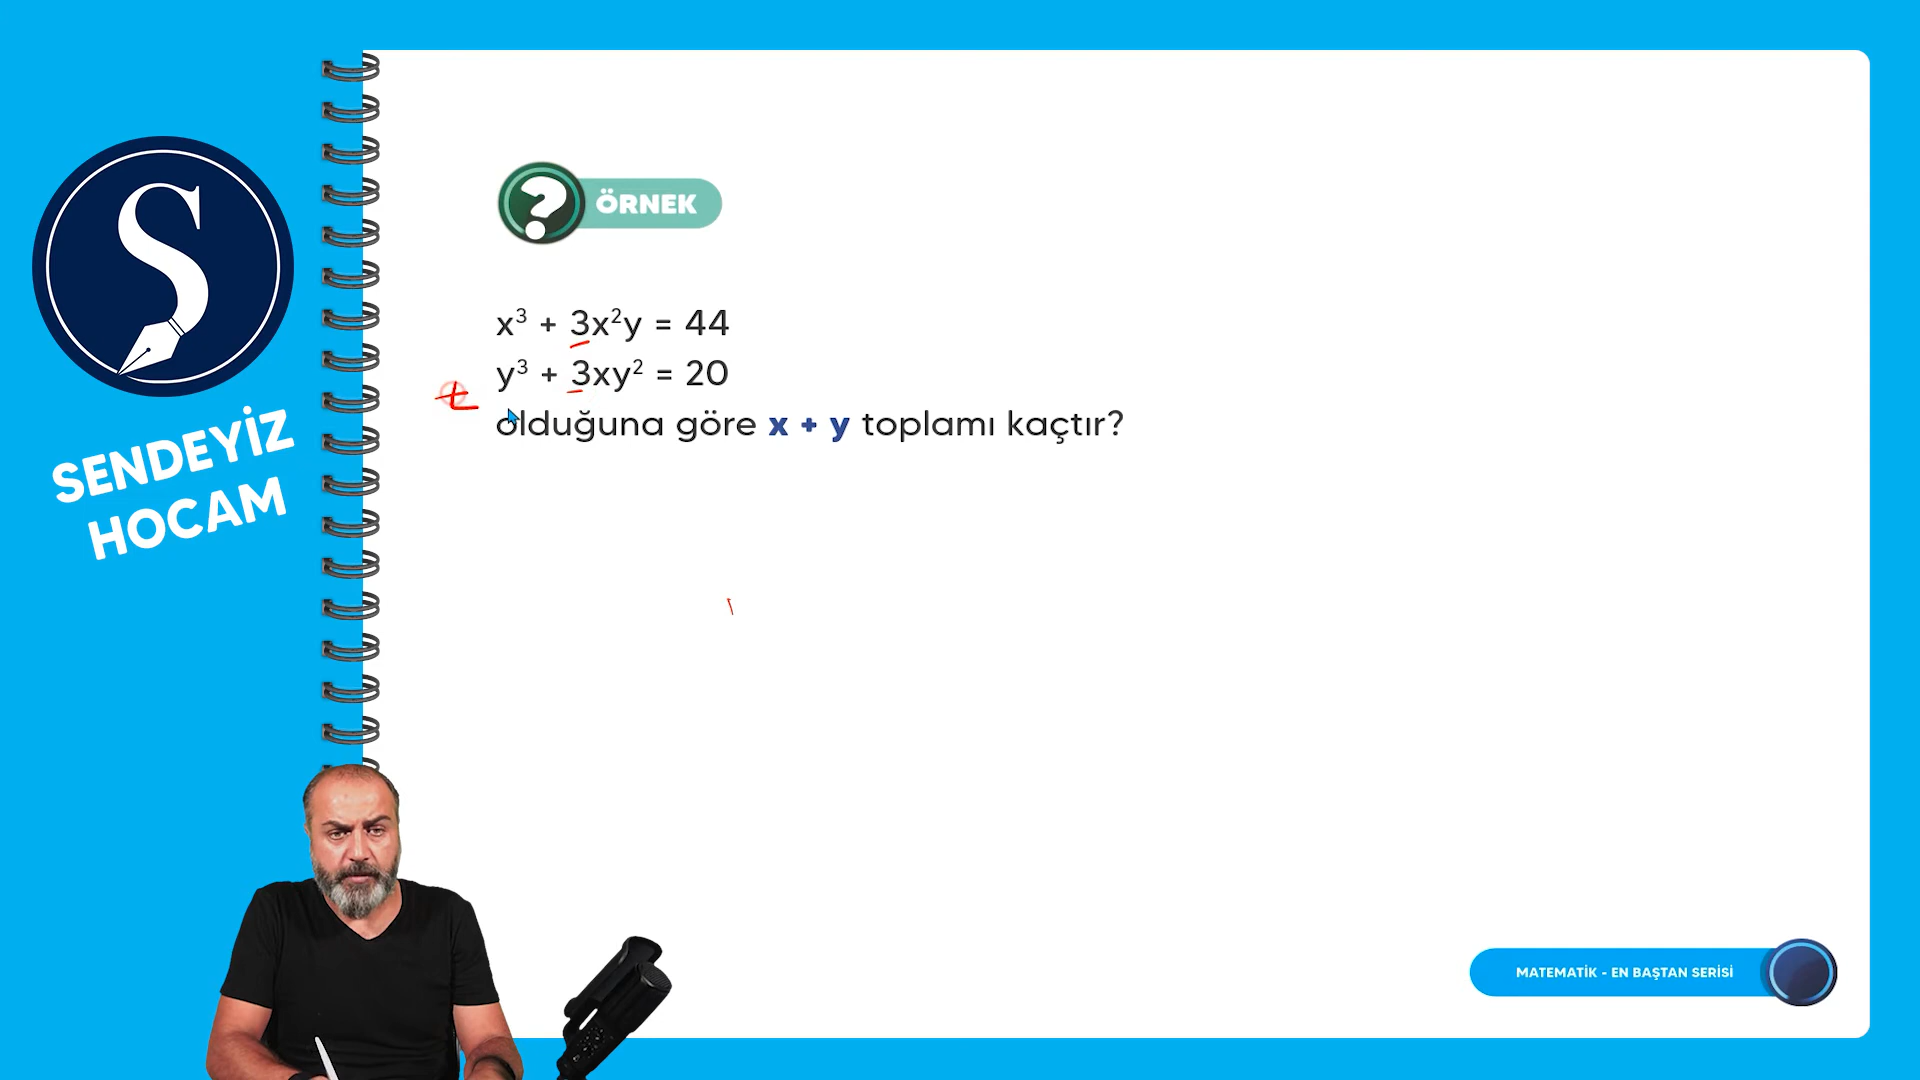 SENDEYİZ
HOCAM
ÖRNEK
x³ + 3x²y = 44
y³ + 3xy² = 20
+
olduğuna göre x + y toplamı kaçtır?
MATEMATİK - EN BAŞTAN SERİSİ